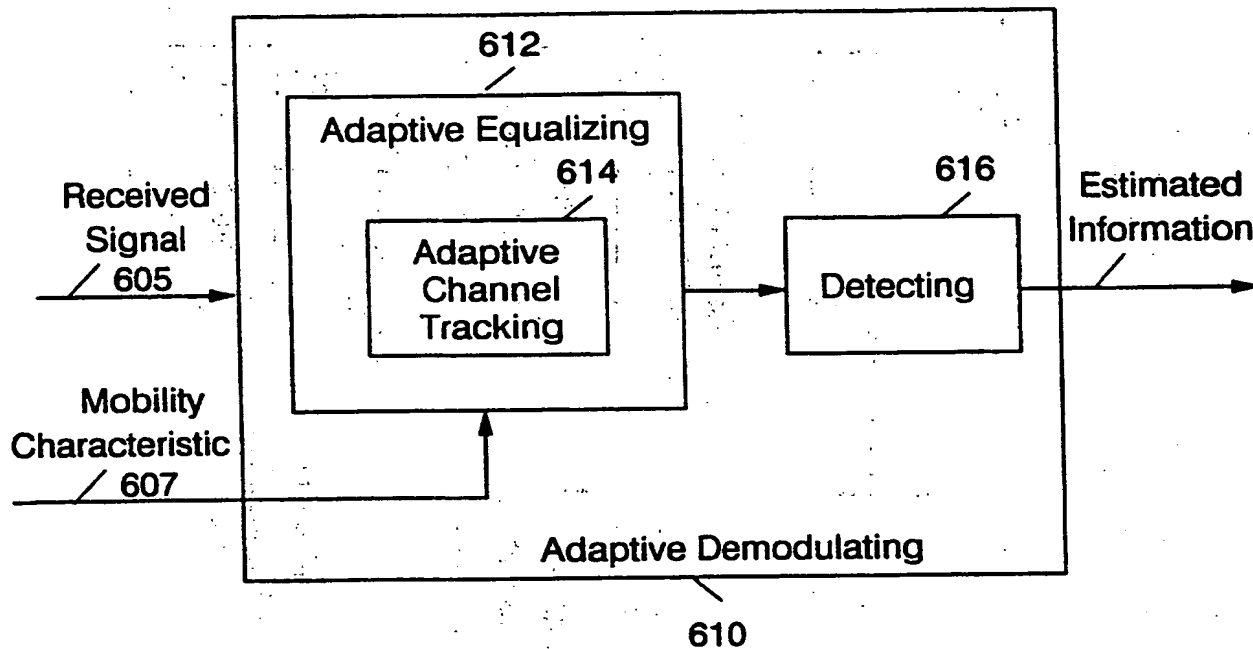 612
Adaptive Equalizing
614
Adaptive
Channel
Tracking
616
Detecting
Received
Signal
605
Estimated
Information
Mobility
Characteristic
607
Adaptive Demodulating
610